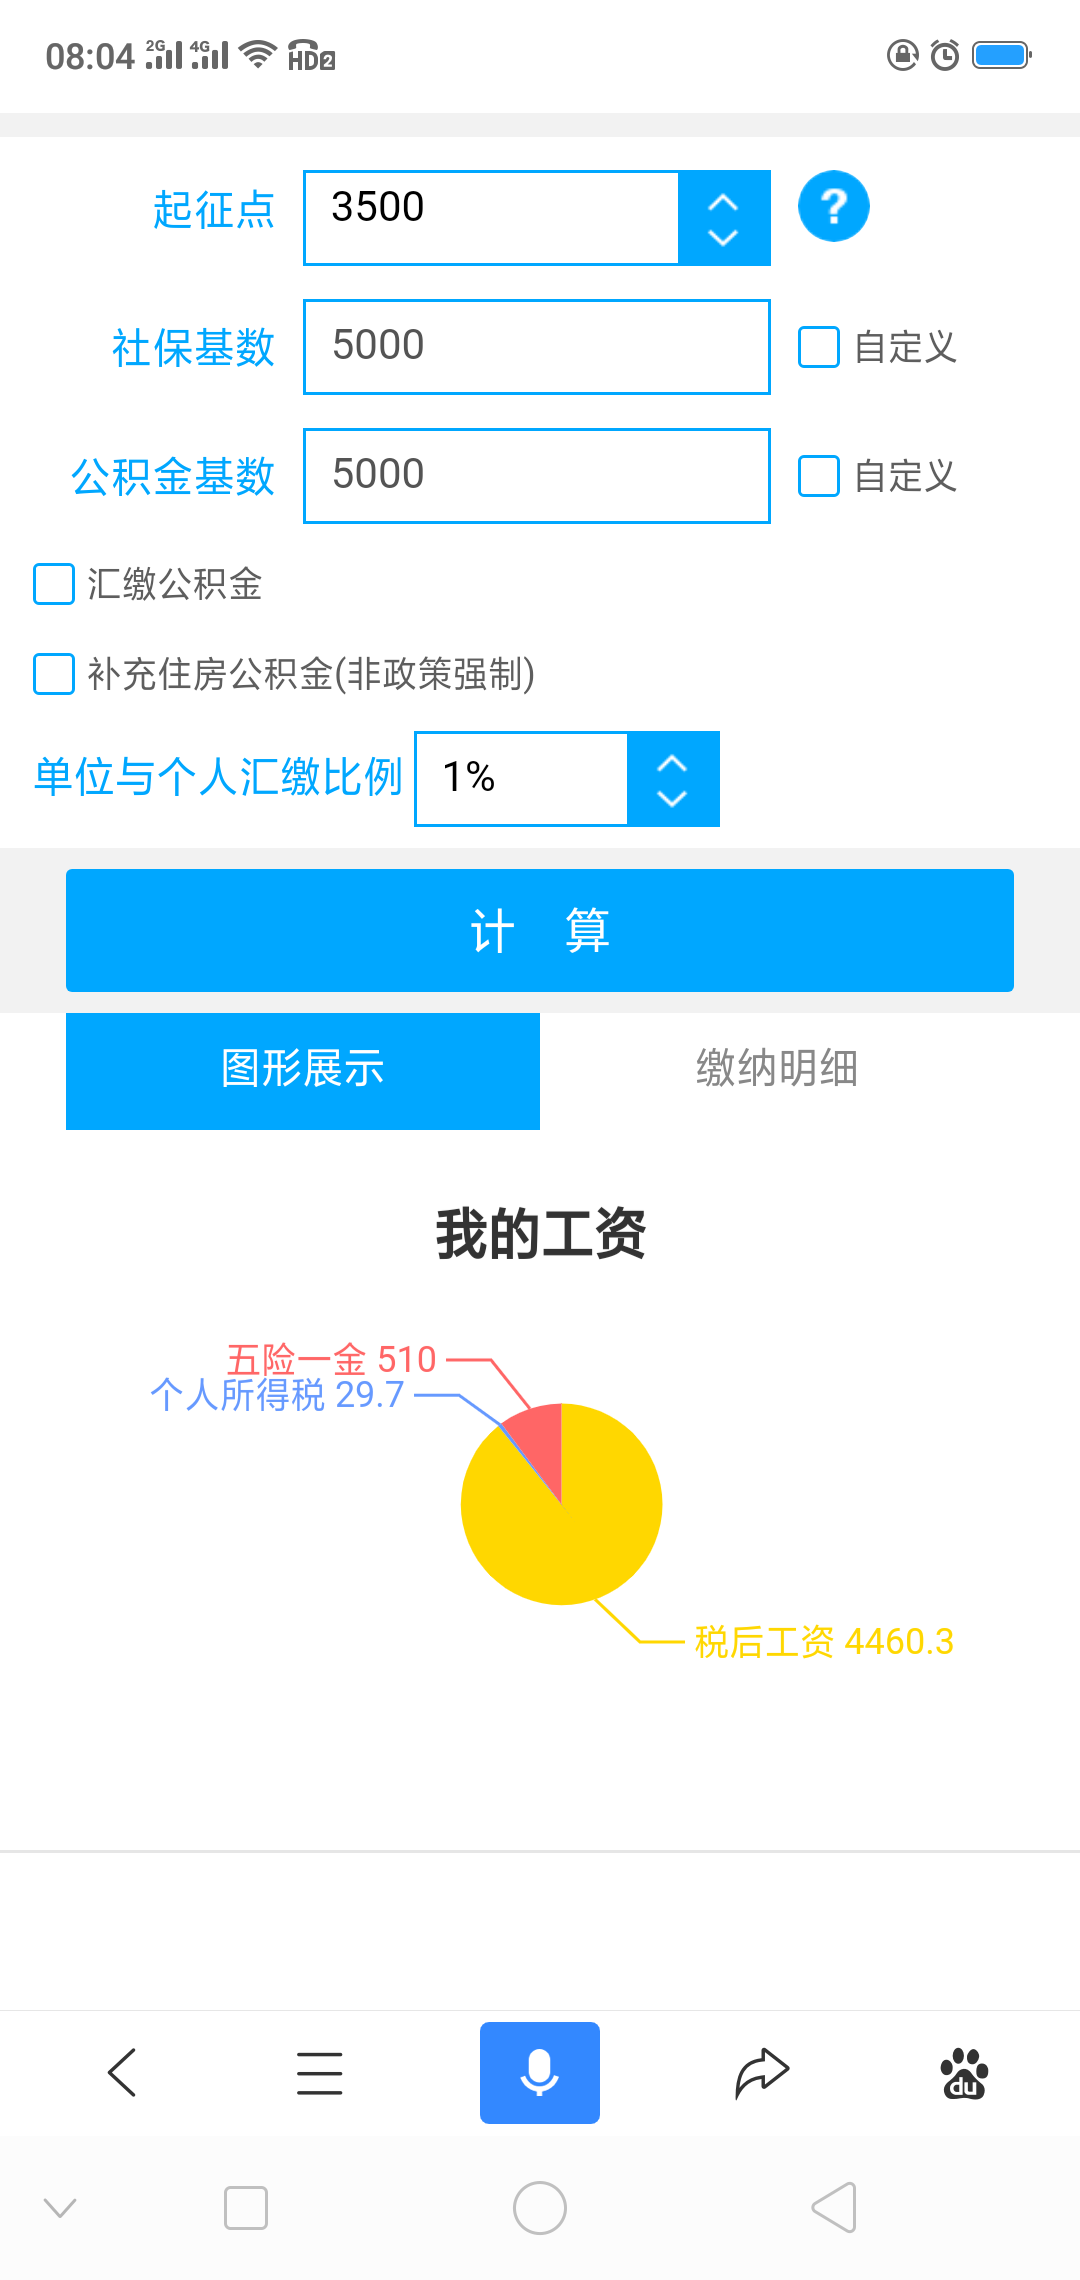 08:04 2G 4G HD2
起征点 3500 ?
社保基数 5000 自定义
公积金基数 5000 自定义
汇缴公积金
补充住房公积金(非政策强制)
单位与个人汇缴比例 1%
计 算
图形展示 缴纳明细
我的工资
五险一金 510
个人所得税 29.7
税后工资 4460.3
du